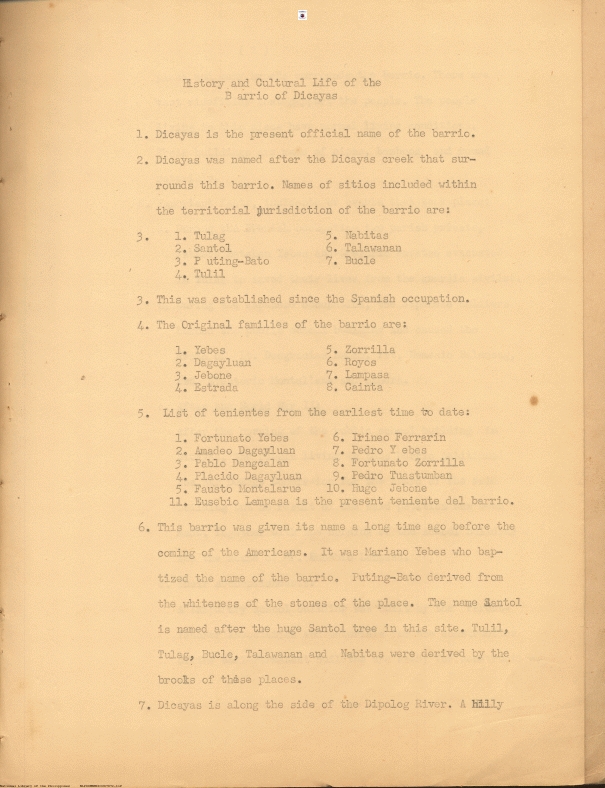 History and Cultural Life of the
B arrio of Dicayas
1. Dicayas is the present official name of the barrio.
2. Dicayas was named after the Dicayas creek that sur-
rounds this barrio. Names of sitios included within
the territorial jurisdiction of the barrio are:
3. 1. Tulag 5. Nabitas
2. Santol 6. Talawanan
3. P uting-Bato 7. Bucle
4. Tulil
3. This was established since the Spanish occupation.
4. The Original families of the barrio are:
1. Yebes 5. Zorrilla
2. Dagayluan 6. Royos
3. Jebone 7. Lampasa
4. Estrada 8. Cainta
5. List of tenientes from the earliest time to date:
1. Fortunato Yebes 6. Irineo Ferrarin
2. Amadeo Dagayluan 7. Pedro Y ebes
3. Pablo Dangcalan 8. Fortunato Zorrilla
4. Placido Dagayluan 9. Pedro Tuastumban
5. Fausto Montalarue 10. Hugo Jebone
11. Eusebio Lampasa is the present teniente del barrio.
6. This barrio was given its name a long time ago before the
coming of the Americans. It was Mariano Yebes who bap-
tized the name of the barrio. Puting-Bato derived from
the whiteness of the stones of the place. The name Santol
is named after the huge Santol tree in this site. Tulil,
Tulag, Bucle, Talawanan and Nabitas were derived by the
brooks of these places.
7. Dicayas is along the side of the Dipolog River. A hilly
National Library of the Philippines